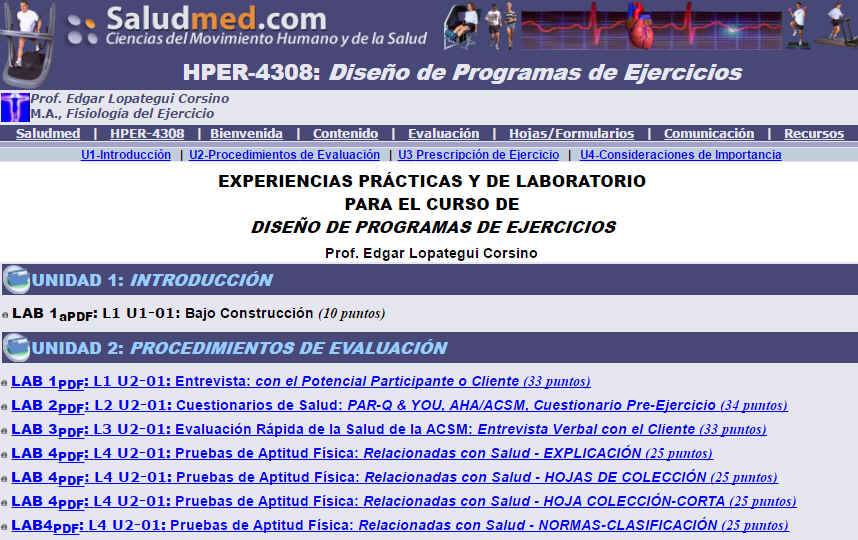 Saludmed.com
Ciencias del Movimiento Humano y de la Salud
HPER-4308: Diseño de Programas de Ejercicios
Prof. Edgar Lopategui Corsino
M.A., Fisiología del Ejercicio
Saludmed | HPER-4308 | Bienvenida | Contenido | Evaluación | Hojas/Formularios | Comunicación | Recursos
U1-Introducción | U2-Procedimientos de Evaluación | U3 Prescripción de Ejercicio | U4-Consideraciones de Importancia
EXPERIENCIAS PRÁCTICAS Y DE LABORATORIO
PARA EL CURSO DE
DISEÑO DE PROGRAMAS DE EJERCICIOS
Prof. Edgar Lopategui Corsino
UNIDAD 1: INTRODUCCIÓN
LAB 1aPDF: L1 U1-01: Bajo Construcción (10 puntos)
UNIDAD 2: PROCEDIMIENTOS DE EVALUACIÓN
LAB 1PDF: L1 U2-01: Entrevista: con el Potencial Participante o Cliente (33 puntos)
LAB 2PDF: L2 U2-01: Cuestionarios de Salud: PAR-Q & YOU, AHA/ACSM, Cuestionario Pre-Ejercicio (34 puntos)
LAB 3PDF: L3 U2-01: Evaluación Rápida de la Salud de la ACSM: Entrevista Verbal con el Cliente (33 puntos)
LAB 4PDF: L4 U2-01: Pruebas de Aptitud Física: Relacionadas con Salud - EXPLICACIÓN (25 puntos)
LAB 4PDF: L4 U2-01: Pruebas de Aptitud Física: Relacionadas con Salud - HOJAS DE COLECCIÓN (25 puntos)
LAB 4PDF: L4 U2-01: Pruebas de Aptitud Física: Relacionadas con Salud - HOJA COLECCIÓN-CORTA (25 puntos)
LAB4PDF: L4 U2-01: Pruebas de Aptitud Física: Relacionadas con Salud - NORMAS-CLASIFICACIÓN (25 puntos)